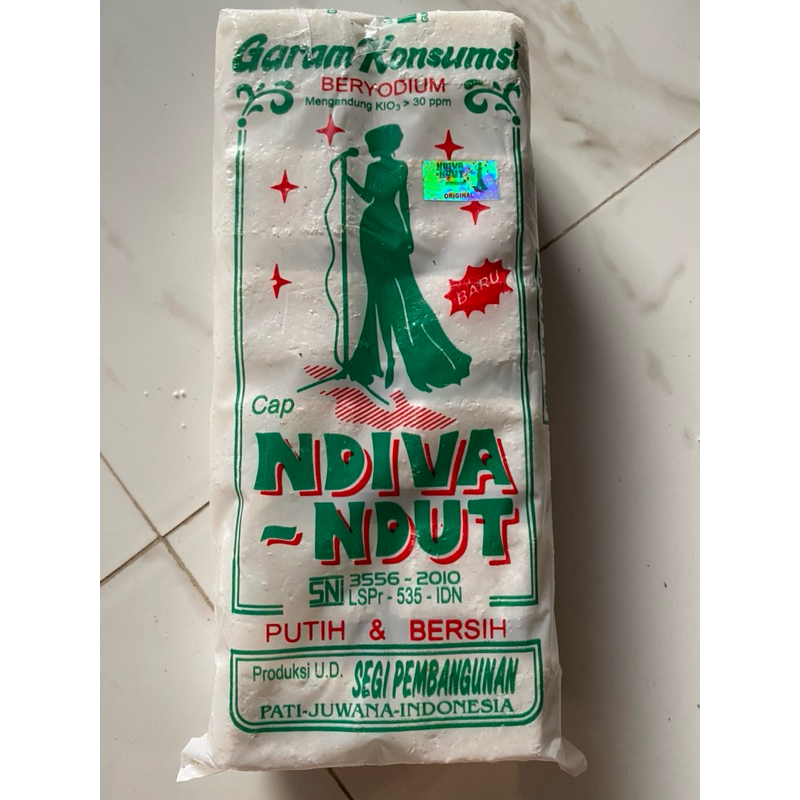 Garam Konsumsi
BERYODIUM
Mengandung KIO₃ > 30 ppm
NDIVA
-NDUT
ORIGINAL
BARU
Cap
NDIVA
~ NDUT
SNI 3556 - 2010
LSPr - 535 - IDN
PUTIH & BERSIH
Produksi U.D. SEGI PEMBANGUNAN
PATI-JUWANA-INDONESIA